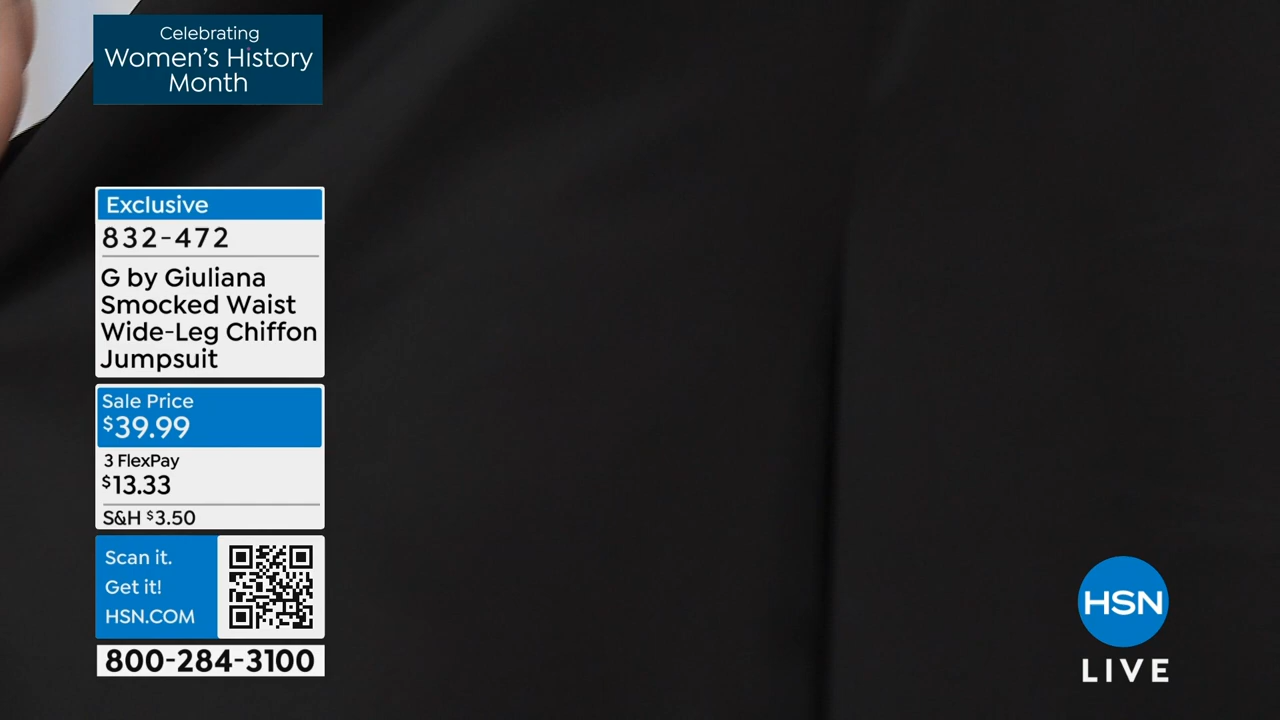 Celebrating
Women's History
Month
Exclusive
832-472
G by Giuliana
Smocked Waist
Wide-Leg Chiffon
Jumpsuit
Sale Price
$39.99
3 FlexPay
$13.33
S&H $3.50
Scan it.
Get it!
HSN.COM
800-284-3100
HSN
LIVE